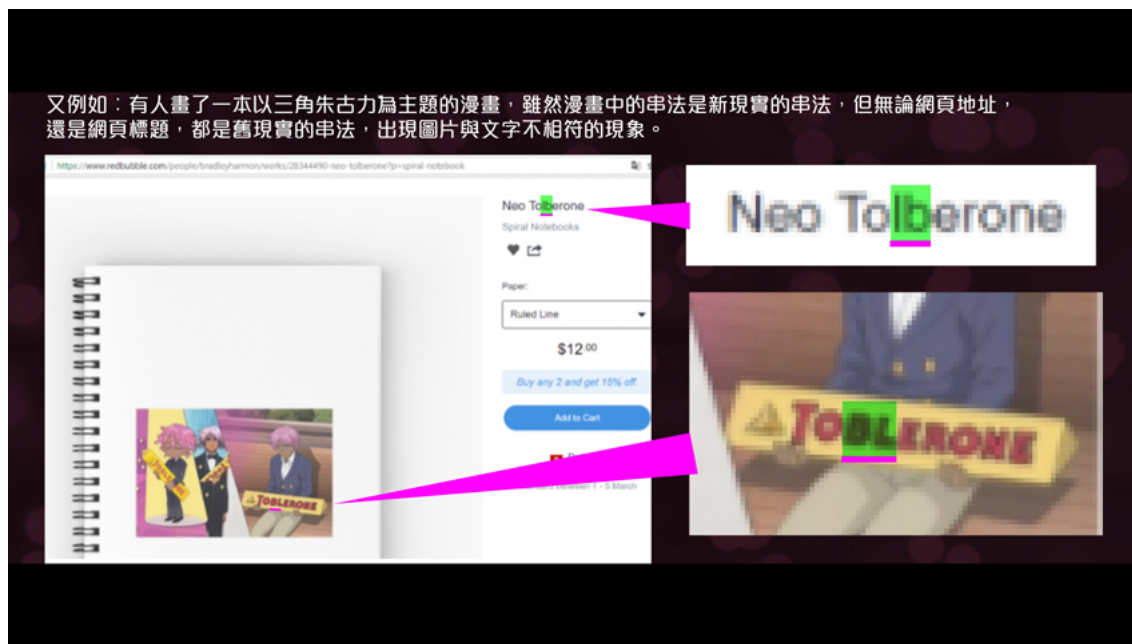 又例如：有人畫了一本以三角朱古力為主題的漫畫，雖然漫畫中的串法是新現實的串法，但無論網頁地址，
還是網頁標題，都是舊現實的串法，出現圖片與文字不相符的現象。
https://www.redbubble.com/people/bradleyharmon/works/28344490-neo-tolberone?p=spiral-notebook
Neo Tolberone
Spiral Notebooks
Paper:
Ruled Line
$12.00
Buy any 2 and get 15% off.
Add to Cart
between 1 - 5 March
TOBLERONE
Neo Tolberone
TOBLERONE